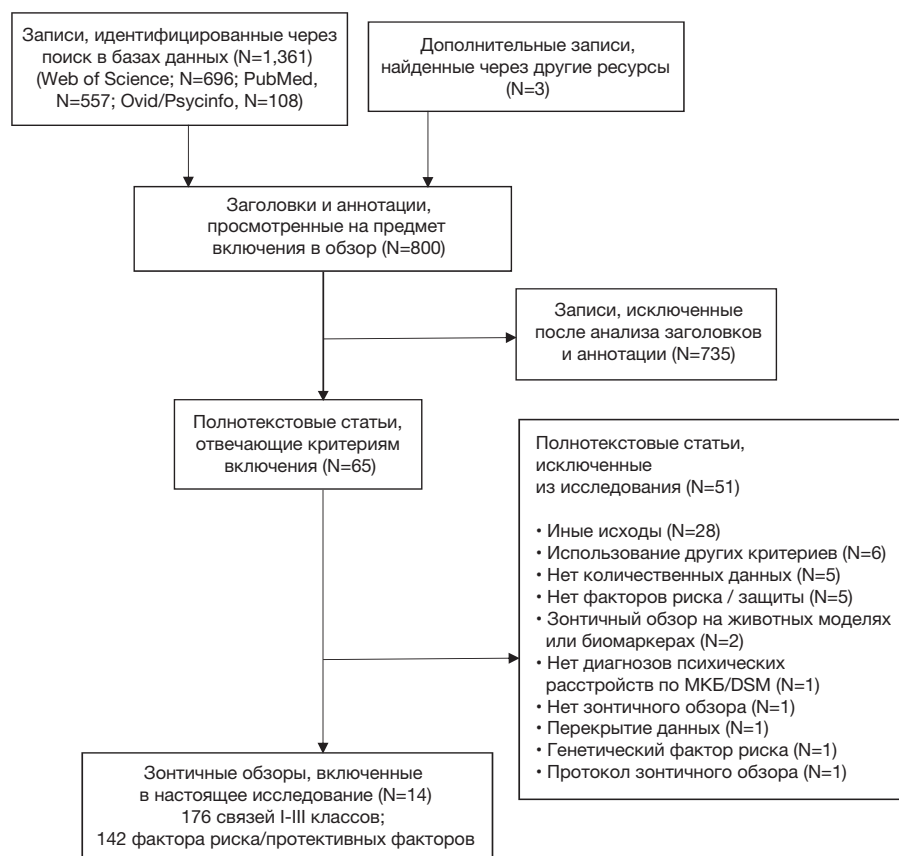 Записи, идентифицированные через
поиск в базах данных (N=1,361)
(Web of Science; N=696; PubMed,
N=557; Ovid/Psycinfo, N=108)
Дополнительные записи,
найденные через другие ресурсы
(N=3)
Заголовки и аннотации,
просмотренные на предмет
включения в обзор (N=800)
Записи, исключенные
после анализа заголовков
и аннотации (N=735)
Полнотекстовые статьи,
отвечающие критериям
включения (N=65)
Полнотекстовые статьи,
исключенные
из исследования (N=51)
• Иные исходы (N=28)
• Использование других критериев (N=6)
• Нет количественных данных (N=5)
• Нет факторов риска / защиты (N=5)
• Зонтичный обзор на животных моделях
или биомаркерах (N=2)
• Нет диагнозов психических
расстройств по МКБ/DSM (N=1)
• Нет зонтичного обзора (N=1)
• Перекрытие данных (N=1)
• Генетический фактор риска (N=1)
• Протокол зонтичного обзора (N=1)
Зонтичные обзоры, включенные
в настоящее исследование (N=14)
176 связей I-III классов;
142 фактора риска/протективных факторов